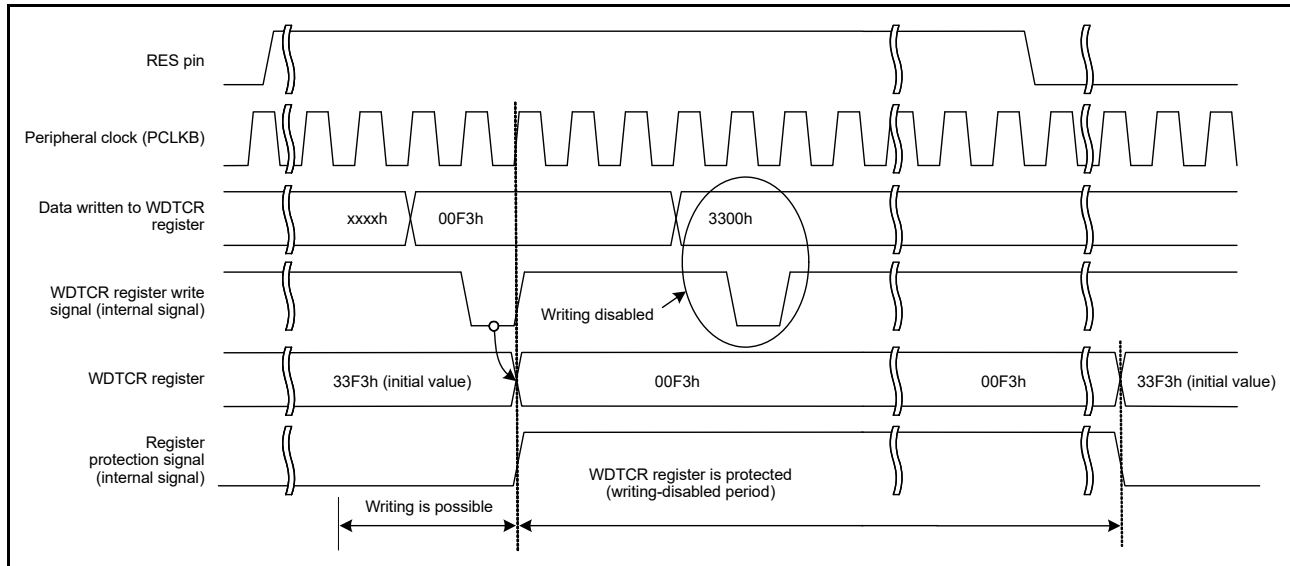 RES pin
Peripheral clock (PCLKB)
Data written to WDTCR
register
xxxxh
00F3h
3300h
WDTCR register write
signal (internal signal)
Writing disabled
WDTCR register
33F3h (initial value)
00F3h
00F3h
33F3h (initial value)
Register
protection signal
(internal signal)
WDTCR register is protected
(writing-disabled period)
Writing is possible